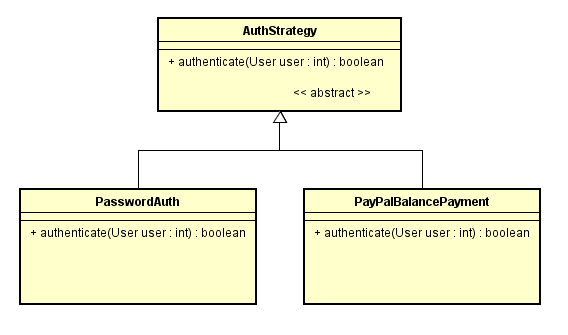 AuthStrategy
+ authenticate(User user : int) : boolean
<< abstract >>
PasswordAuth
+ authenticate(User user : int) : boolean
PayPalBalancePayment
+ authenticate(User user : int) : boolean